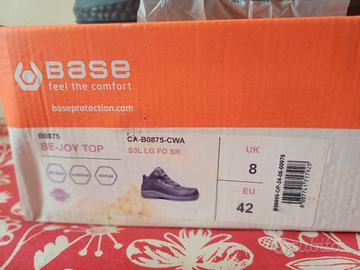 BASE
feel the comfort
baseprotection.com
B0875
BE-JOY TOP
CA-B0875-CWA
S3L LG FO SR
UK
8
EU
42